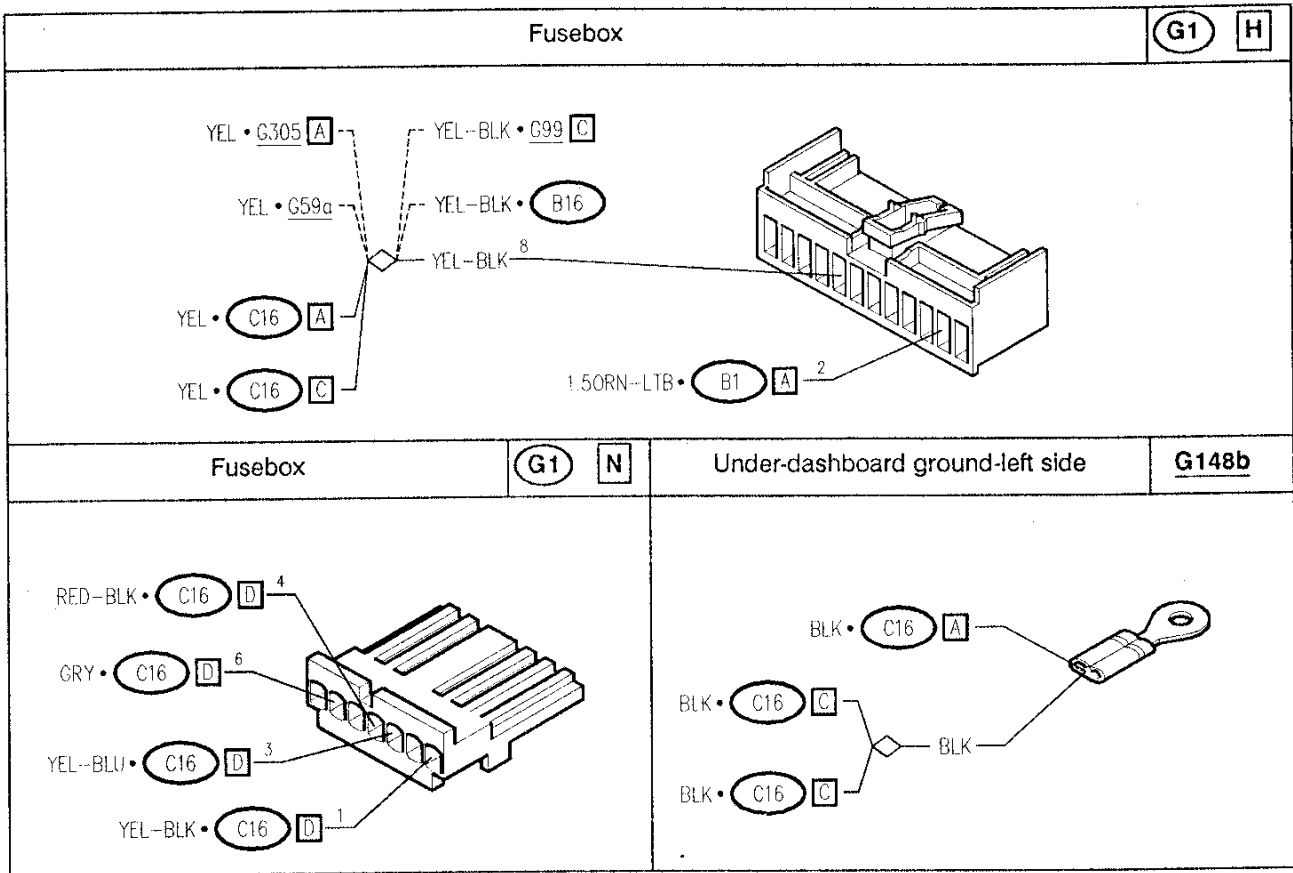 Fusebox G1 H
YEL • G305 A YEL-BLK • G99 C
YEL • G59a YEL-BLK • B16
YEL-BLK 8
YEL • C16 A
YEL • C16 C
1.5ORN-LTB • B1 A 2
Fusebox G1 N
RED-BLK • C16 D 4
GRY • C16 D 6
YEL-BLU • C16 D 3
YEL-BLK • C16 D 1
Under-dashboard ground-left side G148b
BLK • C16 A
BLK • C16 C
BLK
BLK • C16 C